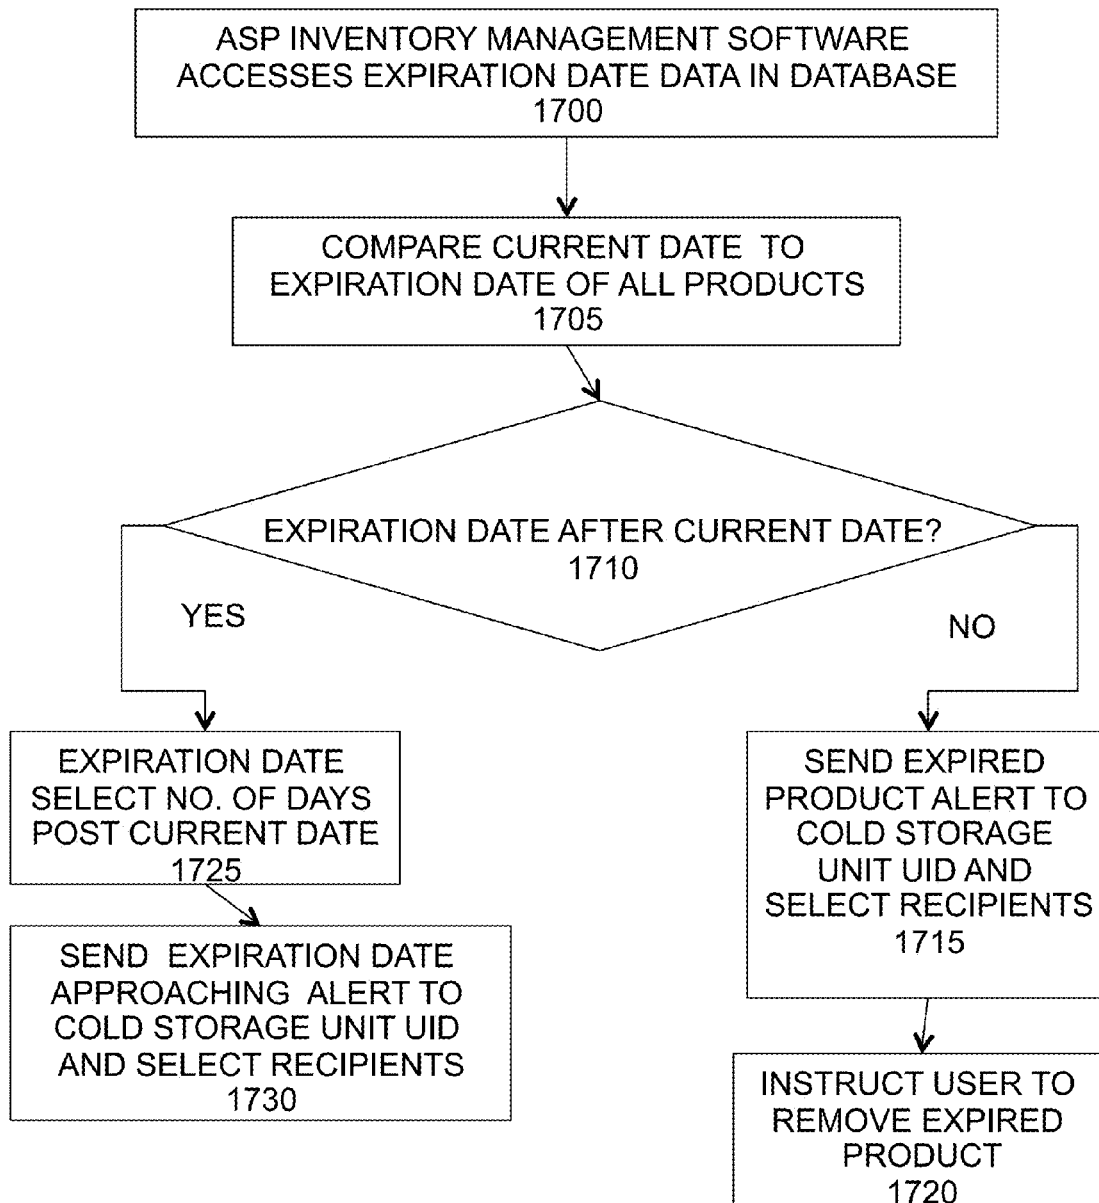 ASP INVENTORY MANAGEMENT SOFTWARE
ACCESSES EXPIRATION DATE DATA IN DATABASE
1700
COMPARE CURRENT DATE TO
EXPIRATION DATE OF ALL PRODUCTS
1705
EXPIRATION DATE AFTER CURRENT DATE?
1710
YES
NO
EXPIRATION DATE
SELECT NO. OF DAYS
POST CURRENT DATE
1725
SEND EXPIRATION DATE
APPROACHING ALERT TO
COLD STORAGE UNIT UID
AND SELECT RECIPIENTS
1730
SEND EXPIRED
PRODUCT ALERT TO
COLD STORAGE
UNIT UID AND
SELECT RECIPIENTS
1715
INSTRUCT USER TO
REMOVE EXPIRED
PRODUCT
1720